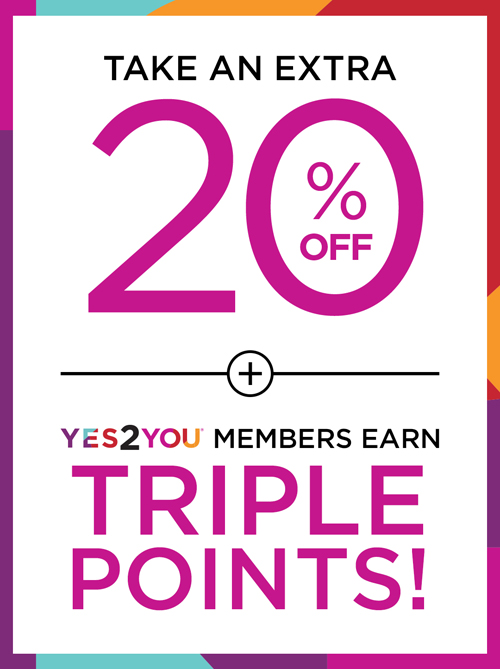 TAKE AN EXTRA
20%
OFF
+
YES2YOU MEMBERS EARN
TRIPLE
POINTS!